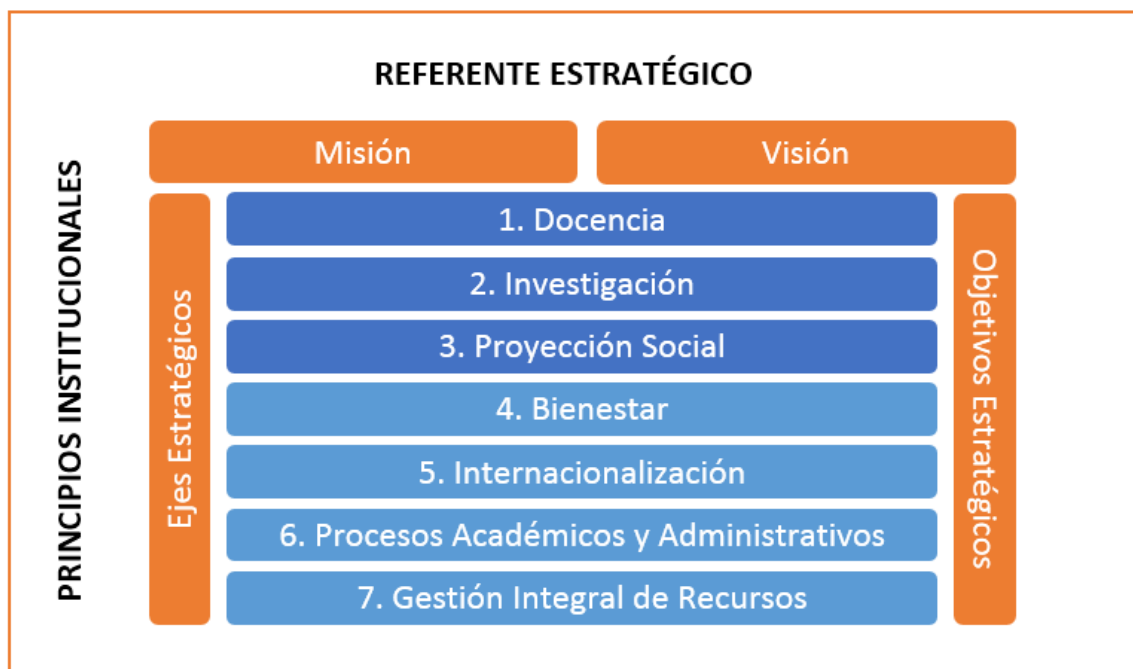 REFERENTE ESTRATÉGICO
Misión
Visión
PRINCIPIOS INSTITUCIONALES
Ejes Estratégicos
1. Docencia
2. Investigación
3. Proyección Social
4. Bienestar
5. Internacionalización
6. Procesos Académicos y Administrativos
7. Gestión Integral de Recursos
Objetivos Estratégicos